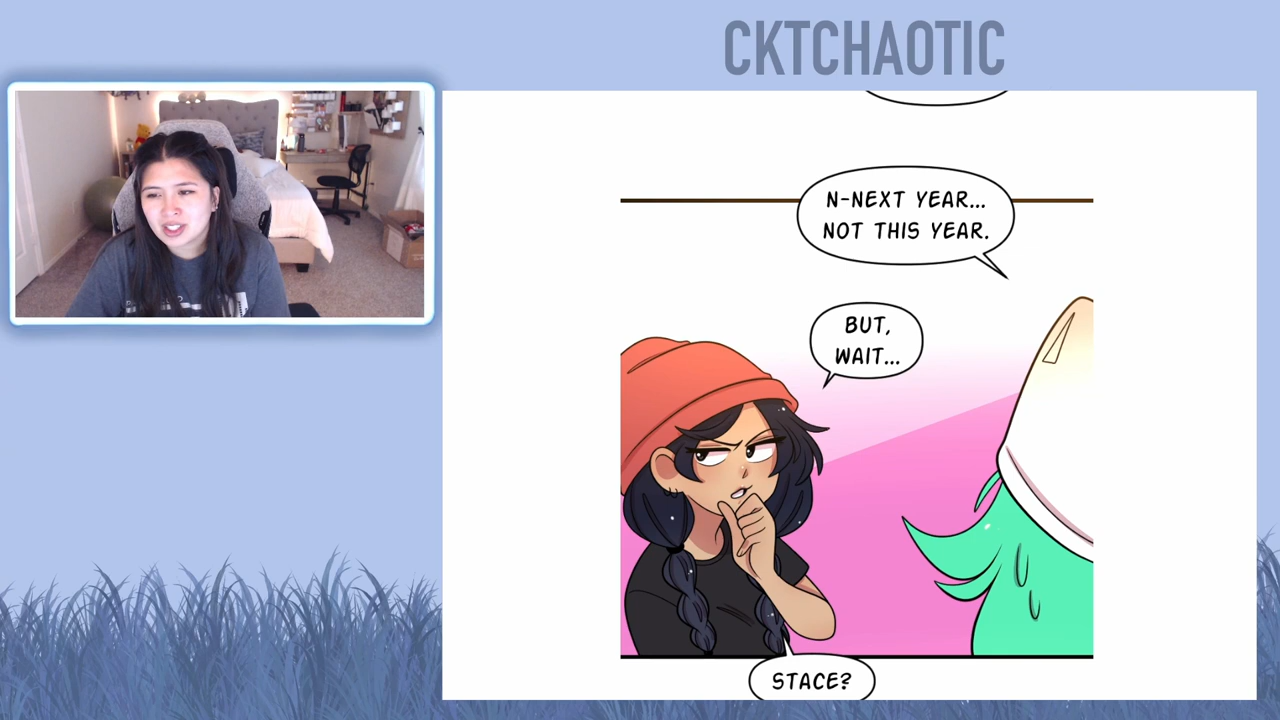 CKTCHAOTIC
N-NEXT YEAR...
NOT THIS YEAR.
BUT,
WAIT...
STACE?